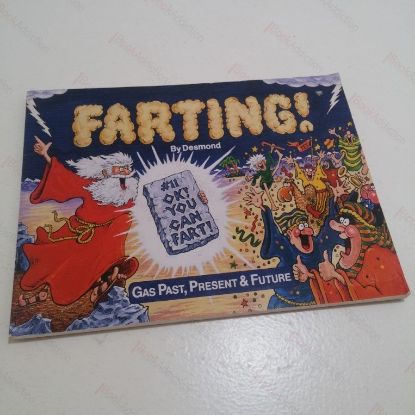 FARTING!
By Desmond
#11
OK?
YOU
CAN
FART!
GAS PAST, PRESENT & FUTURE